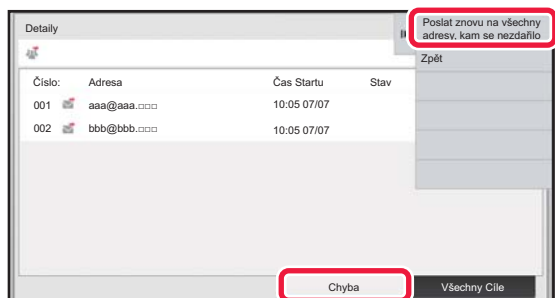 Detaily
Poslat znovu na všechny
adresy, kam se nezdařilo
Zpět
Číslo: Adresa Čas Startu Stav
001 aaa@aaa.□□□ 10:05 07/07
002 bbb@bbb.□□□ 10:05 07/07
Chyba
Všechny Cíle